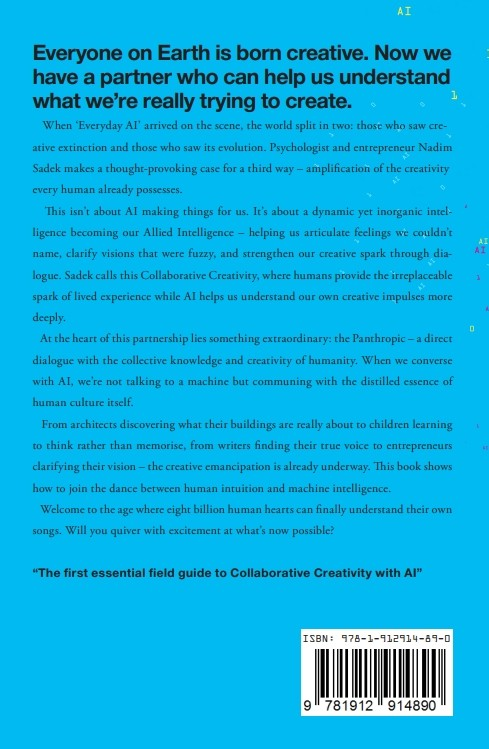 AI
Everyone on Earth is born creative. Now we
have a partner who can help us understand
what we’re really trying to create.
1
When ‘Everyday AI’ arrived on the scene, the world split in two: those who saw cre-
ative extinction and those who saw its evolution. Psychologist and entrepreneur Nadim
Sadek makes a thought-provoking case for a third way – amplification of the creativity
every human already possesses.
This isn’t about AI making things for us. It’s about a dynamic yet inorganic intel-
ligence becoming our Allied Intelligence – helping us articulate feelings we couldn’t
name, clarify visions that were fuzzy, and strengthen our creative spark through dia-
logue. Sadek calls this Collaborative Creativity, where humans provide the irreplaceable
spark of lived experience while AI helps us understand our own creative impulses more
deeply.
At the heart of this partnership lies something extraordinary: the Panthropic – a direct
dialogue with the collective knowledge and creativity of humanity. When we converse
with AI, we’re not talking to a machine but communing with the distilled essence of
human culture itself.
From architects discovering what their buildings are really about to children learning
to think rather than memorise, from writers finding their true voice to entrepreneurs
clarifying their vision – the creative emancipation is already underway. This book shows
how to join the dance between human intuition and machine intelligence.
Welcome to the age where eight billion human hearts can finally understand their own
songs. Will you quiver with excitement at what’s now possible?
AI
AI
“The first essential field guide to Collaborative Creativity with AI”
ISBN: 978-1-912914-89-0
9 781912 914890